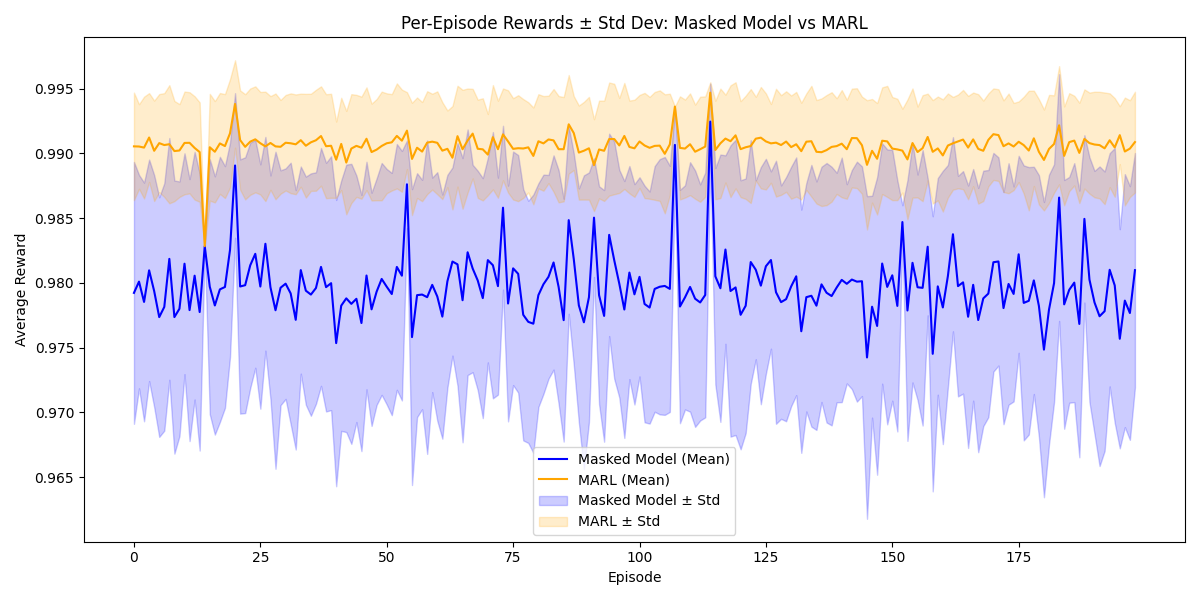 Per-Episode Rewards ± Std Dev: Masked Model vs MARL
Average Reward
0.995
0.990
0.985
0.980
0.975
0.970
0.965
Masked Model (Mean)
MARL (Mean)
Masked Model ± Std
MARL ± Std
0 25 50 75 100 125 150 175
Episode